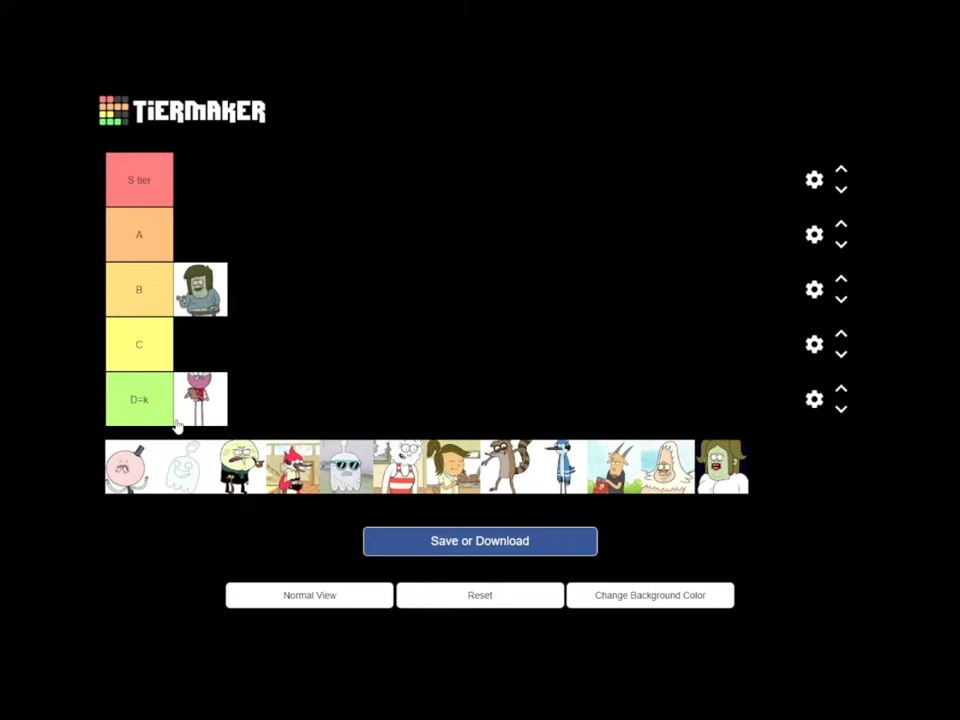 TiERMAKER
S tier
A
B
C
D=k
Save or Download
Normal View
Reset
Change Background Color